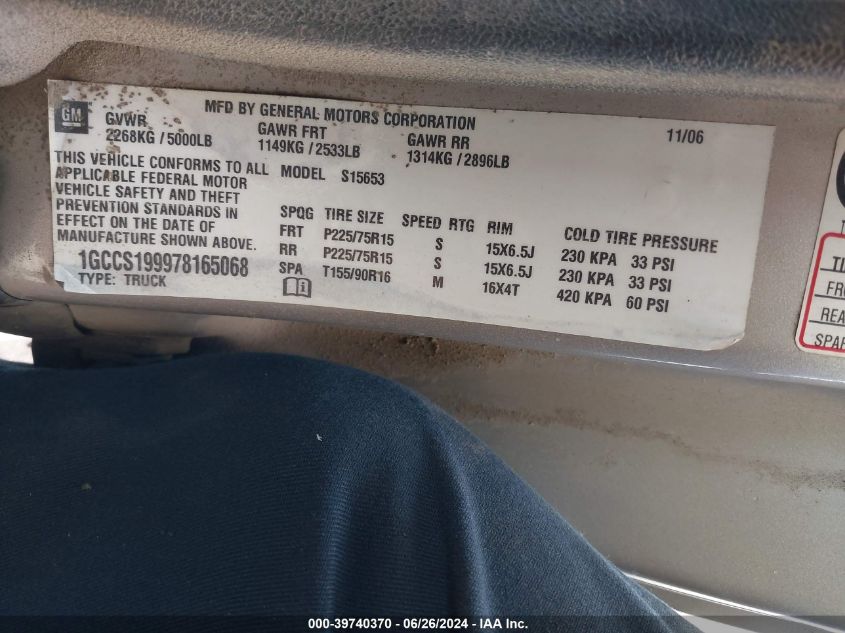 GM
MFD BY GENERAL MOTORS CORPORATION 11/06
GVWR GAWR FRT GAWR RR
2268KG / 5000LB 1149KG / 2533LB 1314KG / 2896LB
THIS VEHICLE CONFORMS TO ALL
APPLICABLE FEDERAL MOTOR
VEHICLE SAFETY AND THEFT
PREVENTION STANDARDS IN
EFFECT ON THE DATE OF
MANUFACTURE SHOWN ABOVE.
1GCCS199978165068
TYPE: TRUCK
MODEL S15653
SPQG TIRE SIZE SPEED RTG RIM COLD TIRE PRESSURE
FRT P225/75R15 S 15X6.5J 230 KPA 33 PSI
RR P225/75R15 S 15X6.5J 230 KPA 33 PSI
SPA T155/90R16 M 16X4T 420 KPA 60 PSI
000-39740370 - 06/26/2024 - IAA Inc.